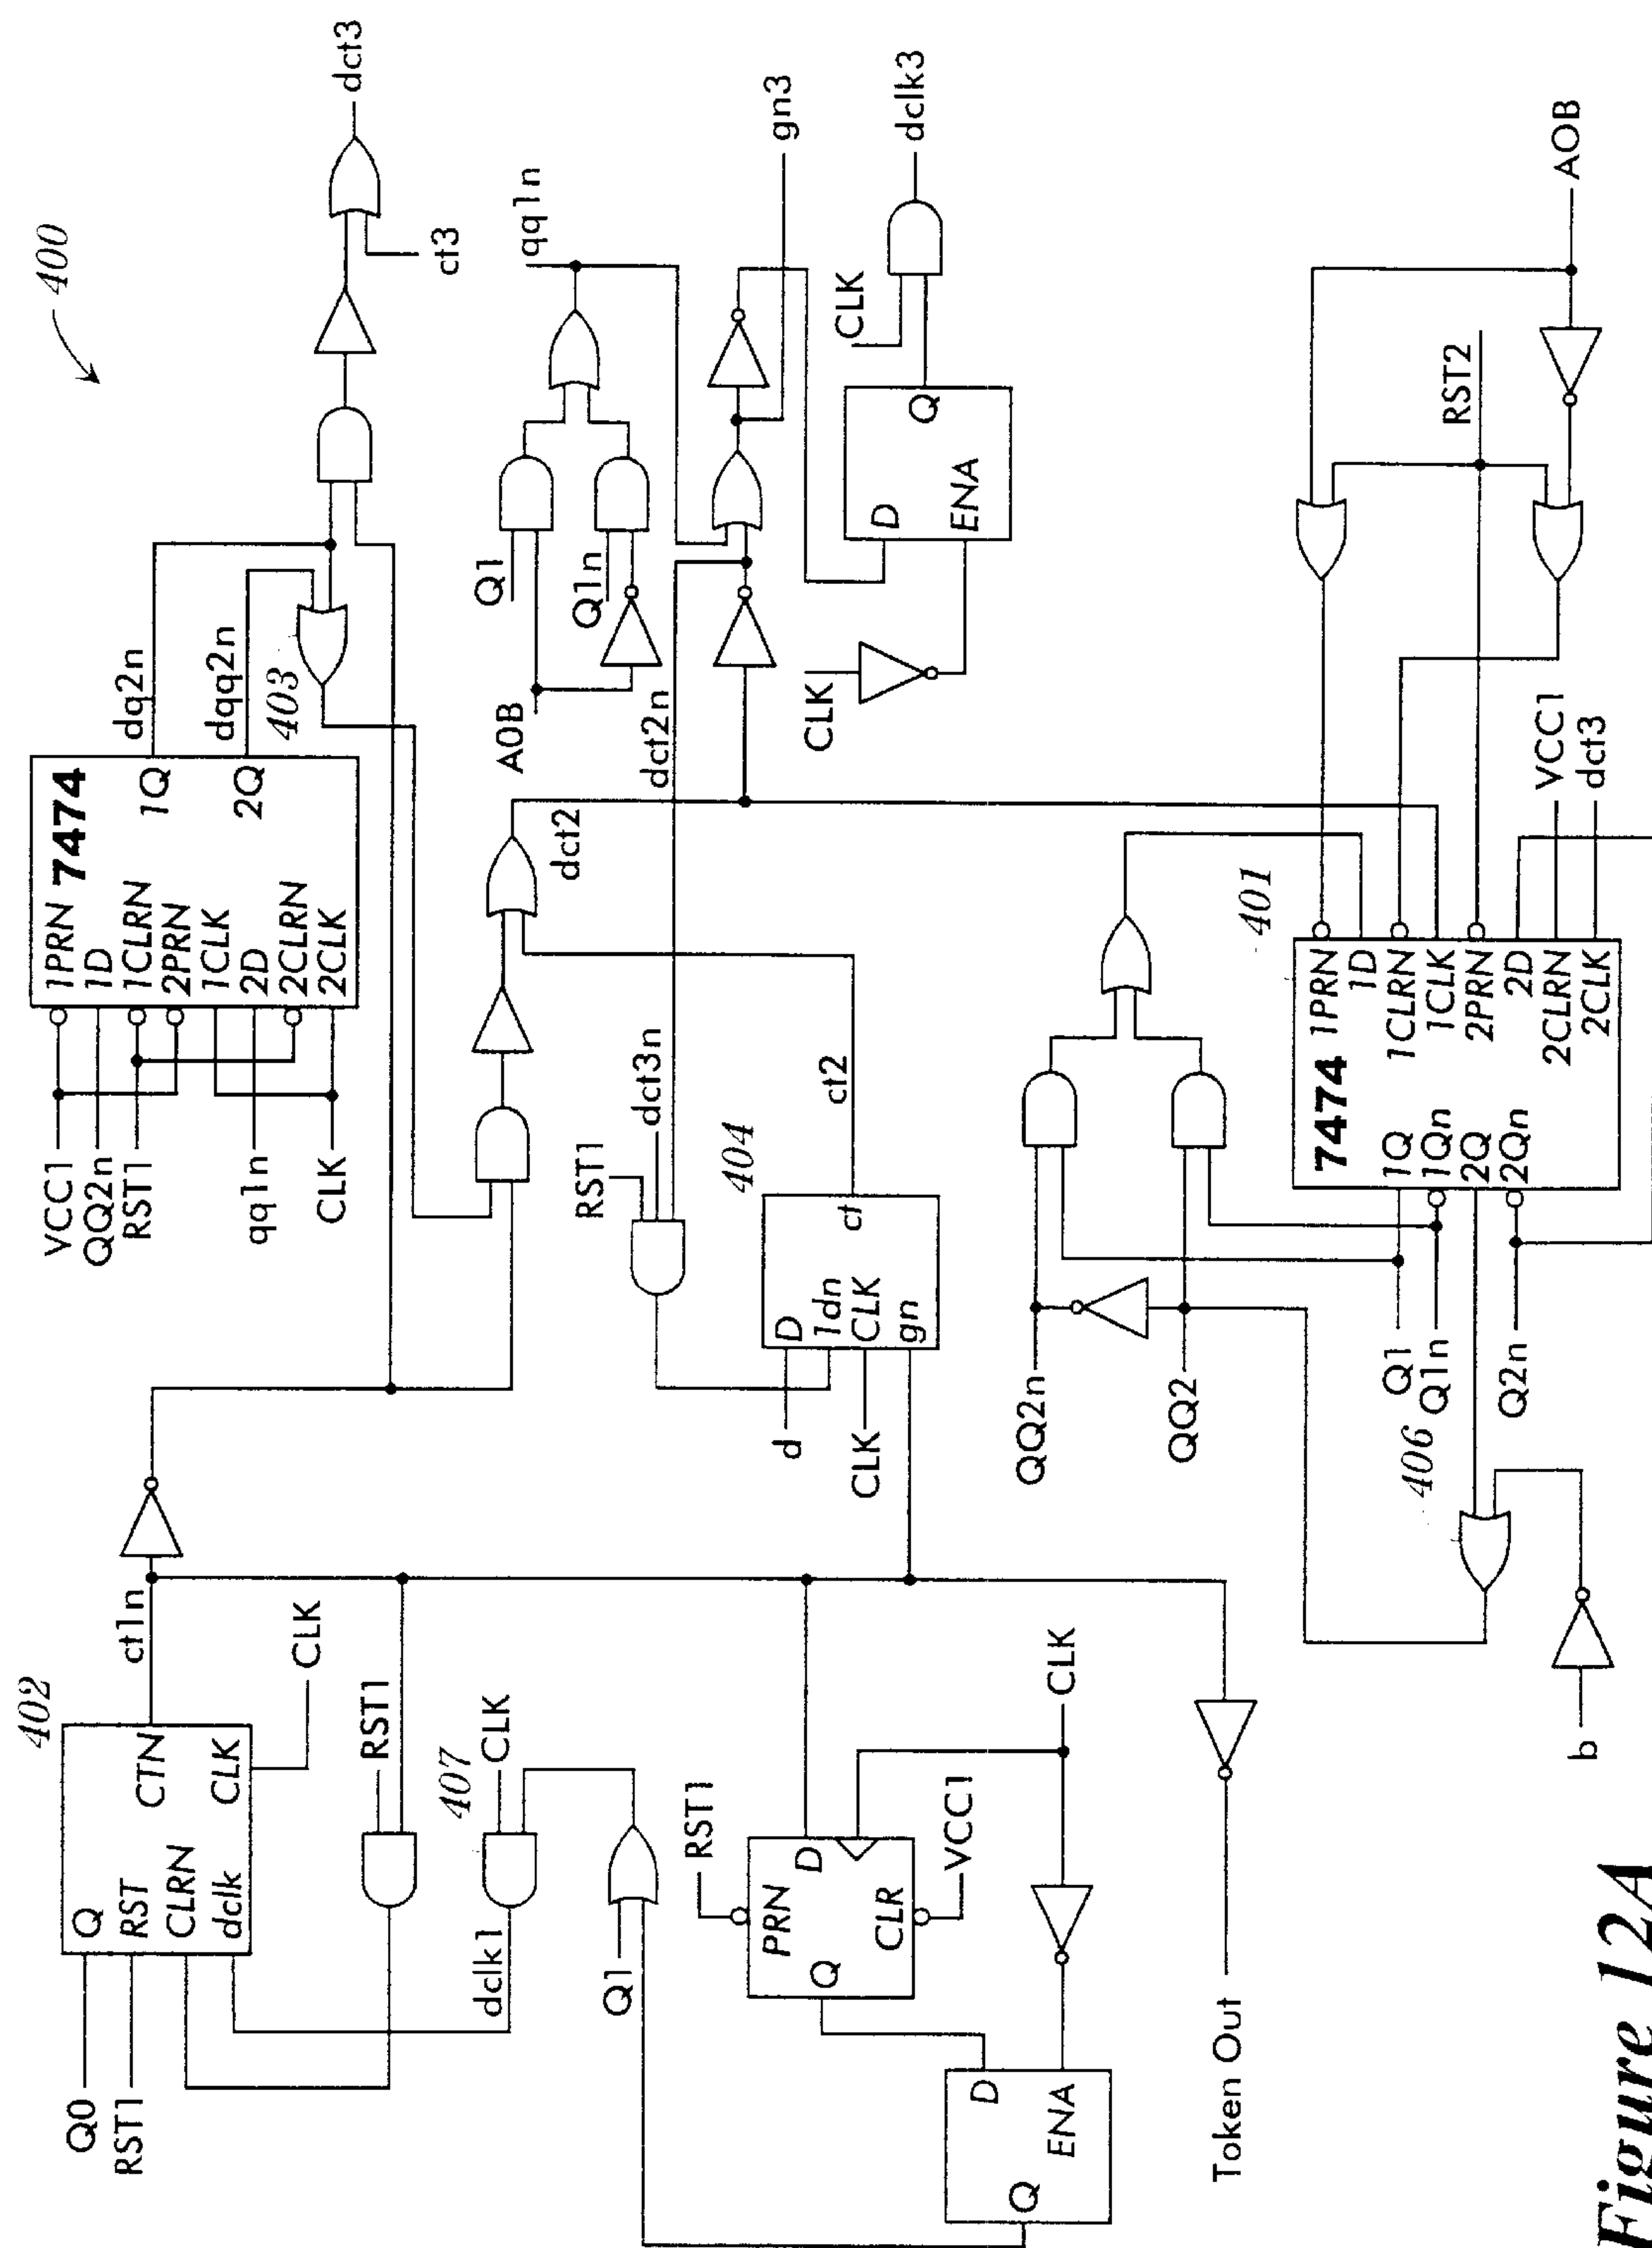 400
dct3
ct3
7474
1PRN
1D
1CLRN
2PRN
1CLK
2D
2CLRN
2CLK
1Q
2Q
VCC1
QQ2n
RST1
qq1n
CLK
dq2n
dqq2n
403
qq1n
Q1
Q1n
AOB
gn3
dclk3
CLK
D
ENA
Q
CLK
dct2n
dct2
402
Q
RST
CLRN
dclk
CTN
CLK
Q0
RST1
ct1n
CLK
RST1
407
CLK
dclk1
Q1
RST1
PRN
D
Q
CLR
VCC1
CLK
D
ENA
Q
Token Out
RST1
dct3n
404
D
1dn
CLK
gn
ct
ct2
d
CLK
QQ2n
QQ2
401
7474
1PRN
1D
1CLRN
1CLK
2PRN
2D
2CLRN
2CLK
1Q
1Qn
2Q
2Qn
Q1
Q1n
Q2n
406
b
RST2
AOB
VCC1
dct3
Figure 12A